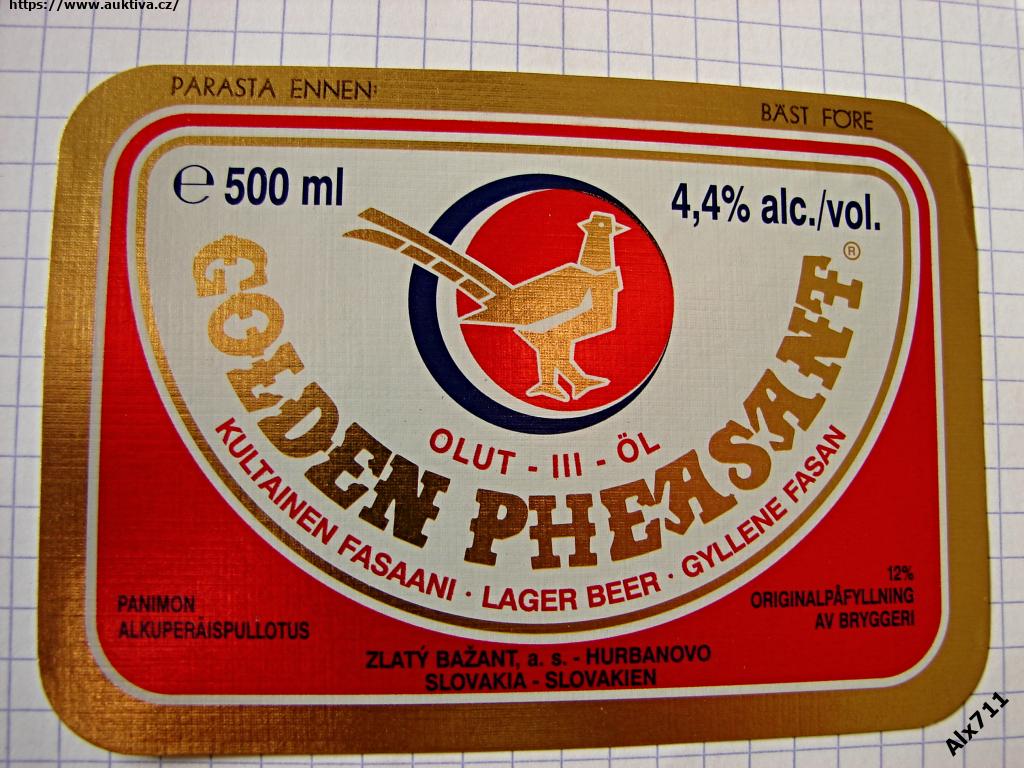 https://www.auktiva.cz/
PARASTA ENNEN:
BÄST FÖRE
℮ 500 ml
4,4% alc./vol.
GOLDEN PHEASANT ®
OLUT - III - ÖL
KULTAINEN FASAANI · LAGER BEER · GYLLENE FASAN
PANIMON
ALKUPERÄISPULLOTUS
12%
ORIGINALPÅFYLLNING
AV BRYGGERI
ZLATÝ BAŽANT, a. s. - HURBANOVO
SLOVAKIA - SLOVAKIEN
Alx711